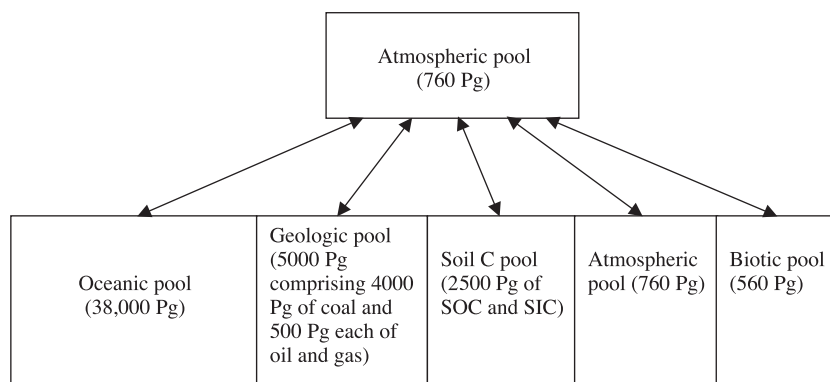 Atmospheric pool
(760 Pg)
Oceanic pool
(38,000 Pg)
Geologic pool
(5000 Pg
comprising 4000
Pg of coal and
500 Pg each of
oil and gas)
Soil C pool
(2500 Pg of
SOC and SIC)
Atmospheric
pool (760 Pg)
Biotic pool
(560 Pg)